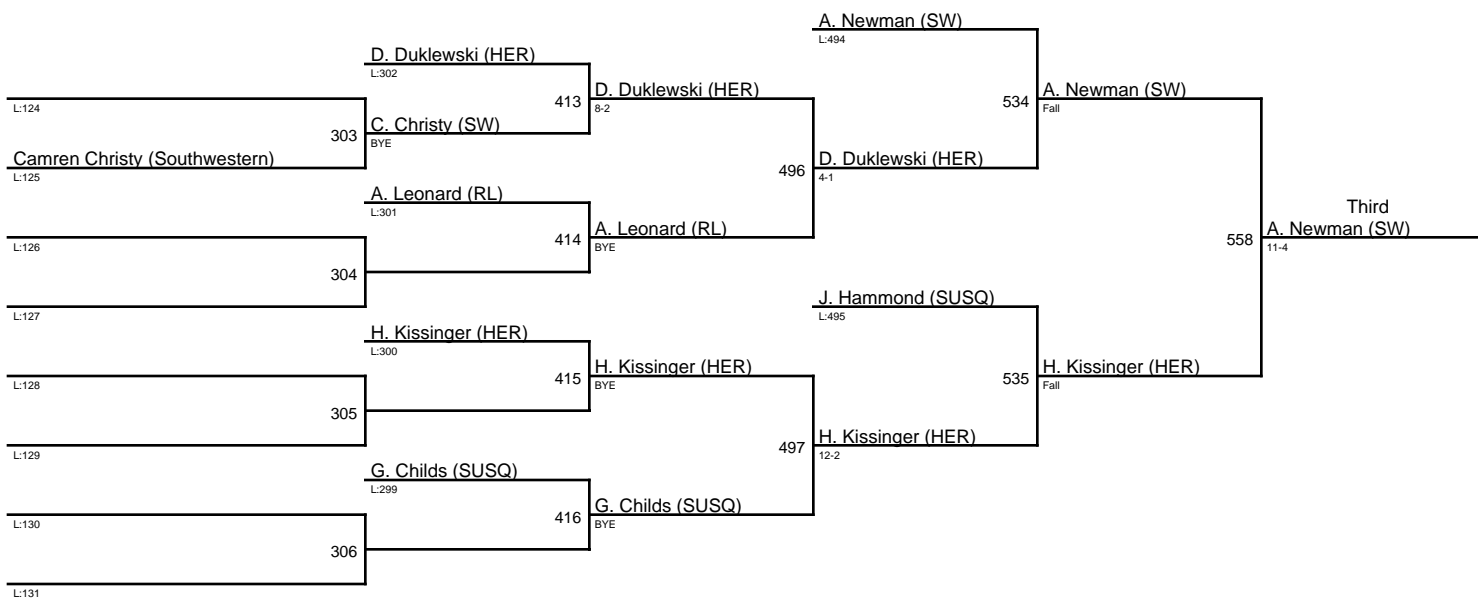 A. Newman (SW)
L:494
D. Duklewski (HER)
L:302
413
D. Duklewski (HER)
8-2
534
A. Newman (SW)
Fall
L:124
303
C. Christy (SW)
BYE
Camren Christy (Southwestern)
L:125
496
D. Duklewski (HER)
4-1
A. Leonard (RL)
L:301
414
A. Leonard (RL)
BYE
L:126
304
L:127
558
Third
A. Newman (SW)
11-4
J. Hammond (SUSQ)
L:495
H. Kissinger (HER)
L:300
415
H. Kissinger (HER)
BYE
535
H. Kissinger (HER)
Fall
L:128
305
L:129
497
H. Kissinger (HER)
12-2
G. Childs (SUSQ)
L:299
416
G. Childs (SUSQ)
BYE
L:130
306
L:131